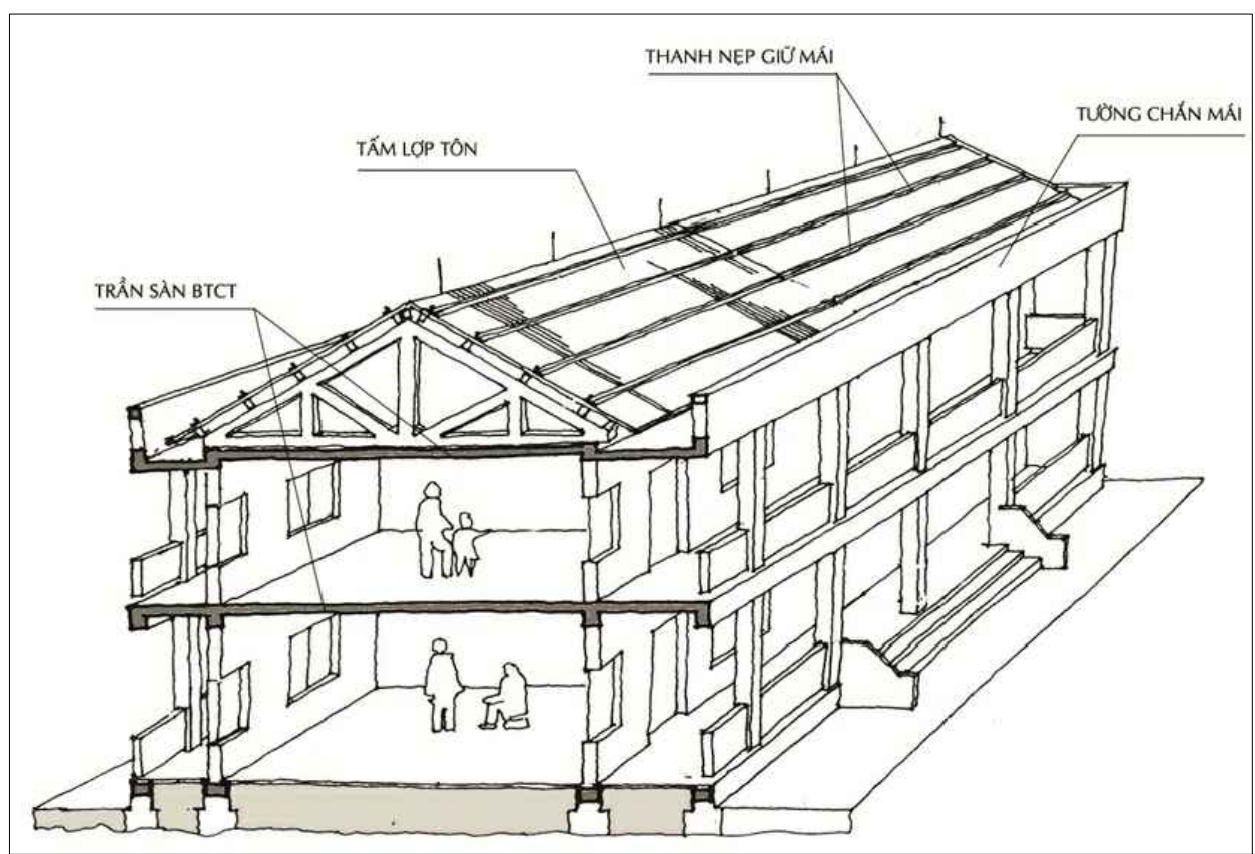 THANH NẸP GIỮ MÁI
TƯỜNG CHẮN MÁI
TẤM LỢP TÔN
TRẦN SÀN BTCT